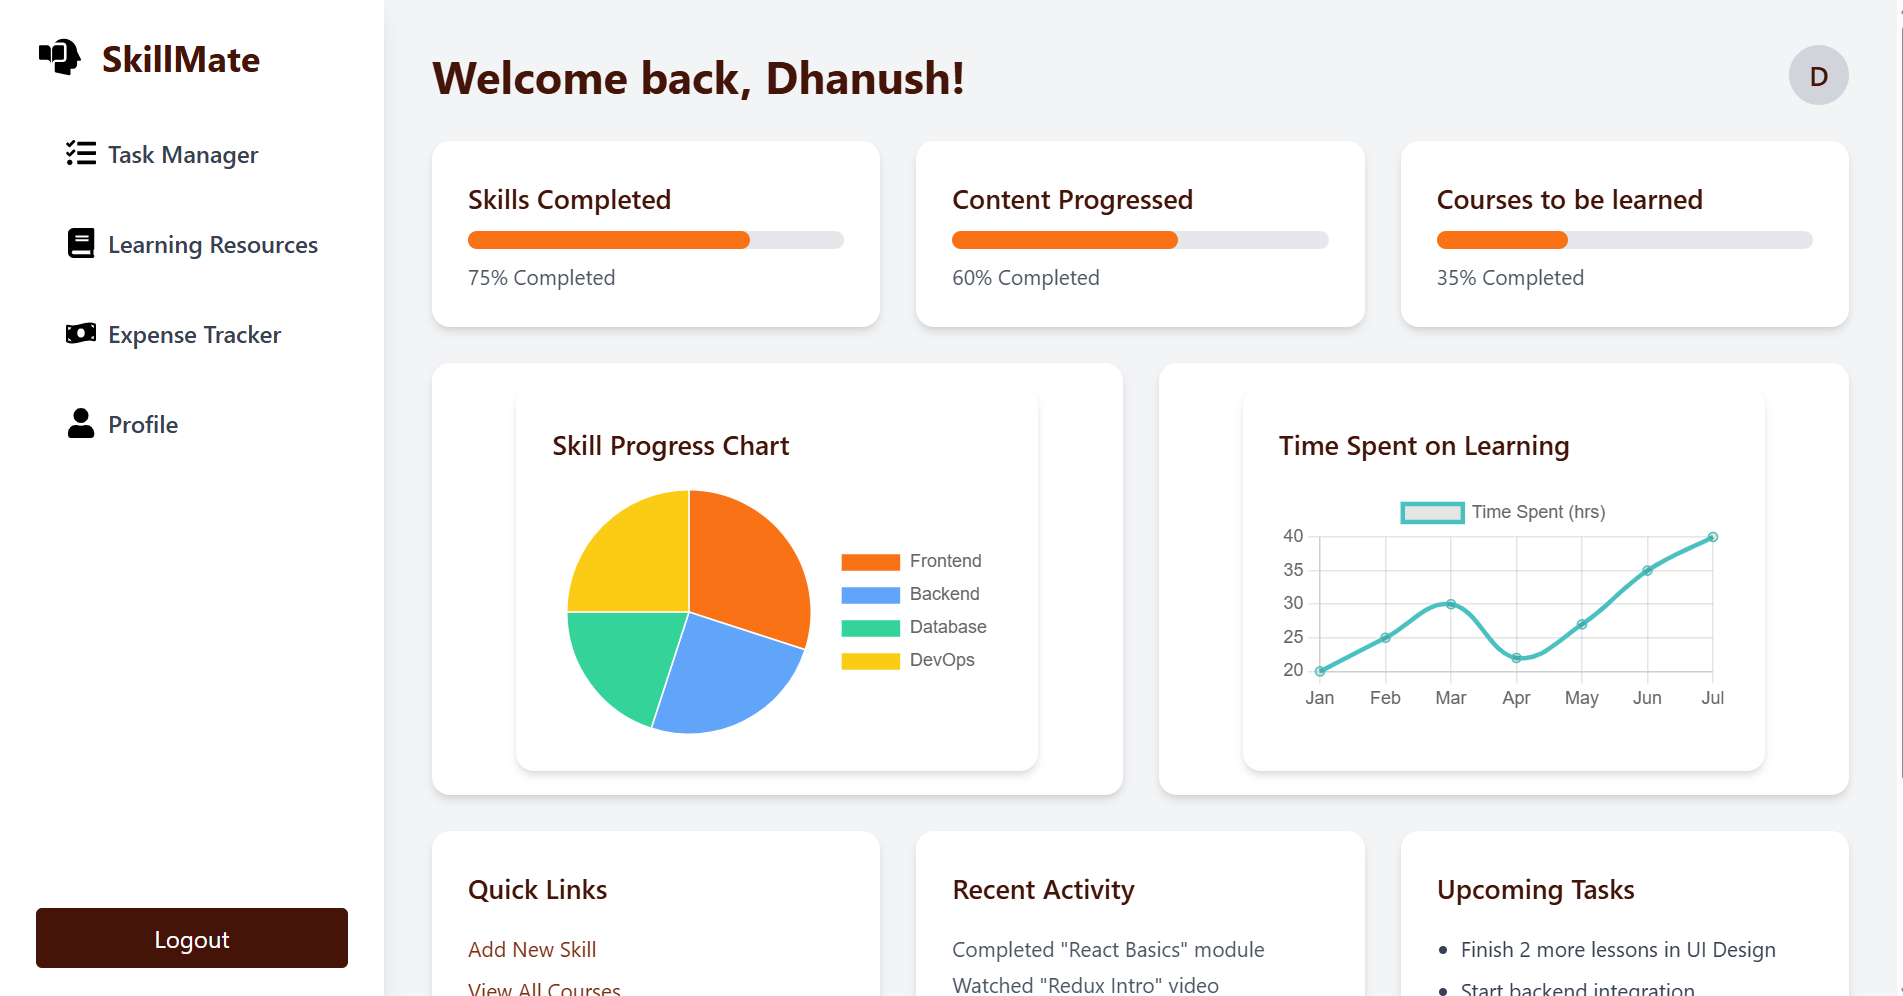 SkillMate
Task Manager
Learning Resources
Expense Tracker
Profile
Logout
Welcome back, Dhanush!
D
Skills Completed
75% Completed
Content Progressed
60% Completed
Courses to be learned
35% Completed
Skill Progress Chart
Frontend
Backend
Database
DevOps
Time Spent on Learning
Time Spent (hrs)
40
35
30
25
20
Jan Feb Mar Apr May Jun Jul
Quick Links
Add New Skill
View All Courses
Recent Activity
Completed "React Basics" module
Watched "Redux Intro" video
Upcoming Tasks
• Finish 2 more lessons in UI Design
• Start backend integration